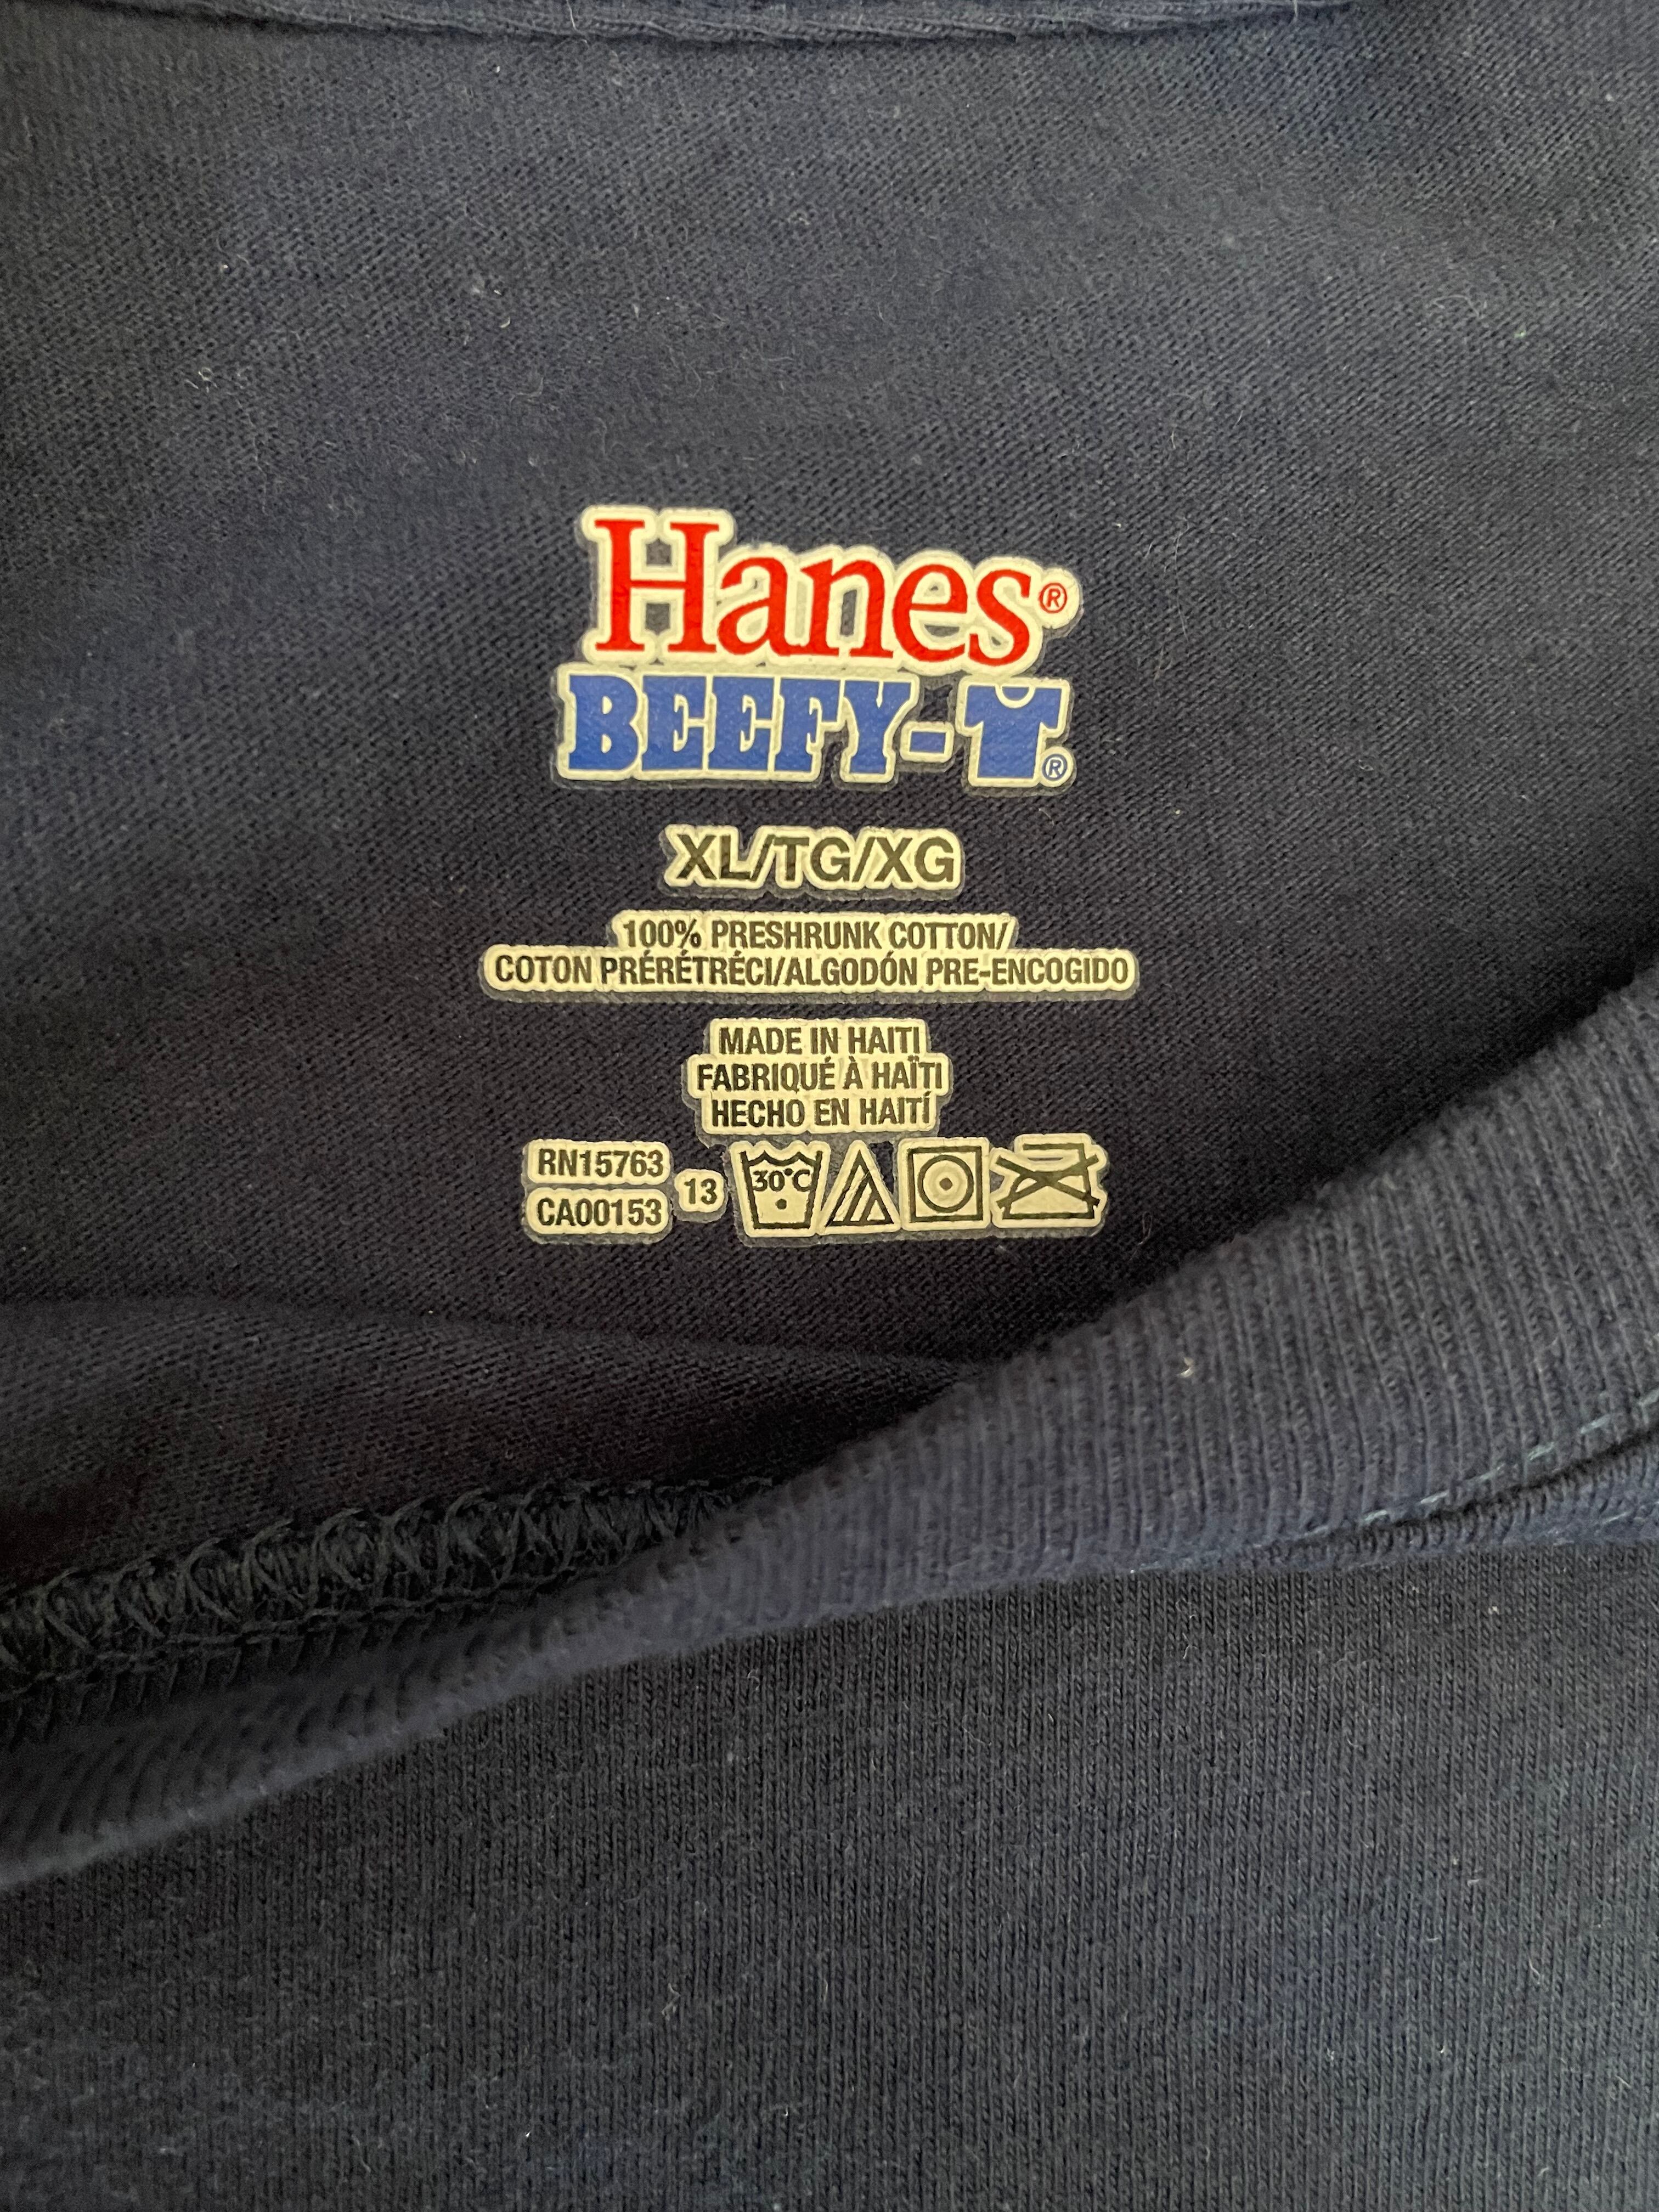 Hanes®
BEEFY-T®
XL/TG/XG
100% PRESHRUNK COTTON/
COTON PRÉRÉTRÉCI/ALGODÓN PRE-ENCOGIDO
MADE IN HAITI
FABRIQUÉ À HAÏTI
HECHO EN HAITÍ
RN15763
CA00153
13
30°C